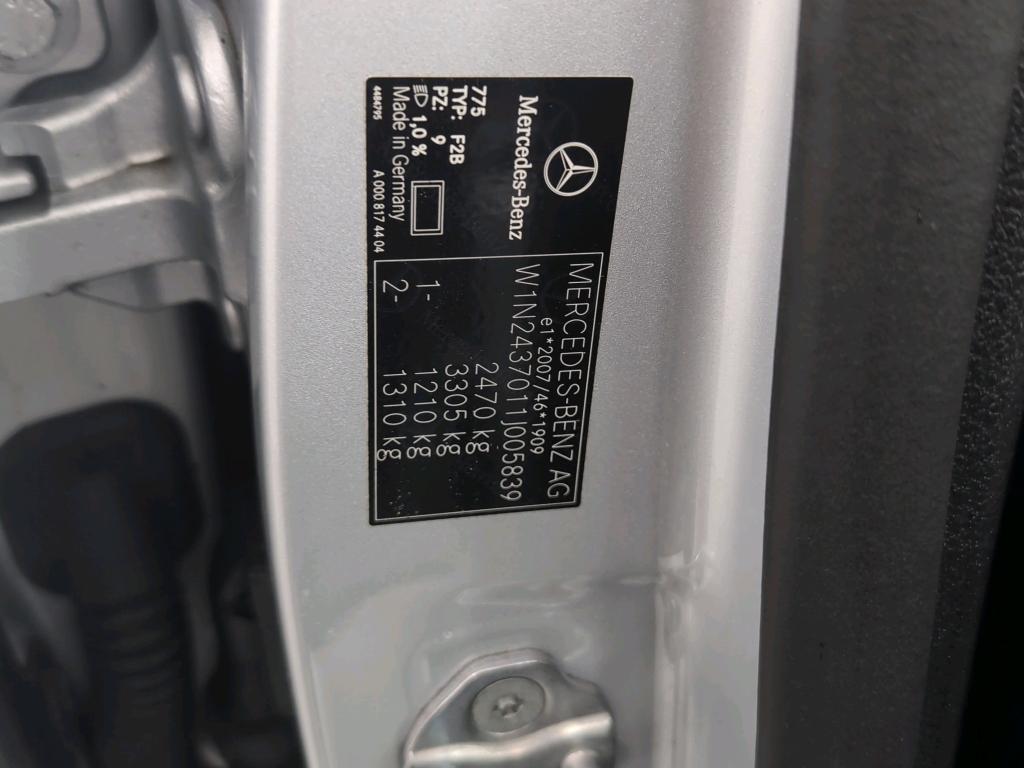 Mercedes-Benz
775
TYP: F2B
PZ: 9
1,0 %
Made in Germany
4484795
A 000 817 44 04
MERCEDES-BENZ AG
e1*2007/46*1909
W1N2437011J005839
2470 kg
3305 kg
1- 1210 kg
2- 1310 kg